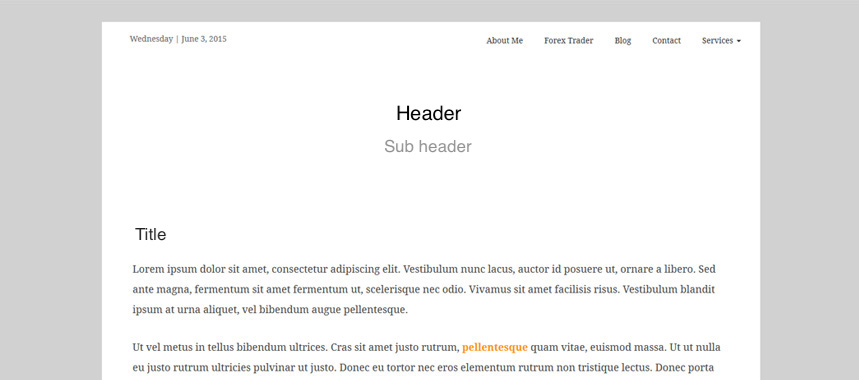 Wednesday | June 3, 2015
About Me Forex Trader Blog Contact Services
Header
Sub header
Title
Lorem ipsum dolor sit amet, consectetur adipiscing elit. Vestibulum nunc lacus, auctor id posuere ut, ornare a libero. Sed
ante magna, fermentum sit amet fermentum ut, scelerisque nec odio. Vivamus sit amet facilisis risus. Vestibulum blandit
ipsum at urna aliquet, vel bibendum augue pellentesque.
Ut vel metus in tellus bibendum ultrices. Cras sit amet justo rutrum, pellentesque quam vitae, euismod massa. Ut ut nulla
eu justo rutrum ultricies pulvinar ut justo. Donec eu tortor nec eros elementum rutrum non tristique lectus. Donec porta